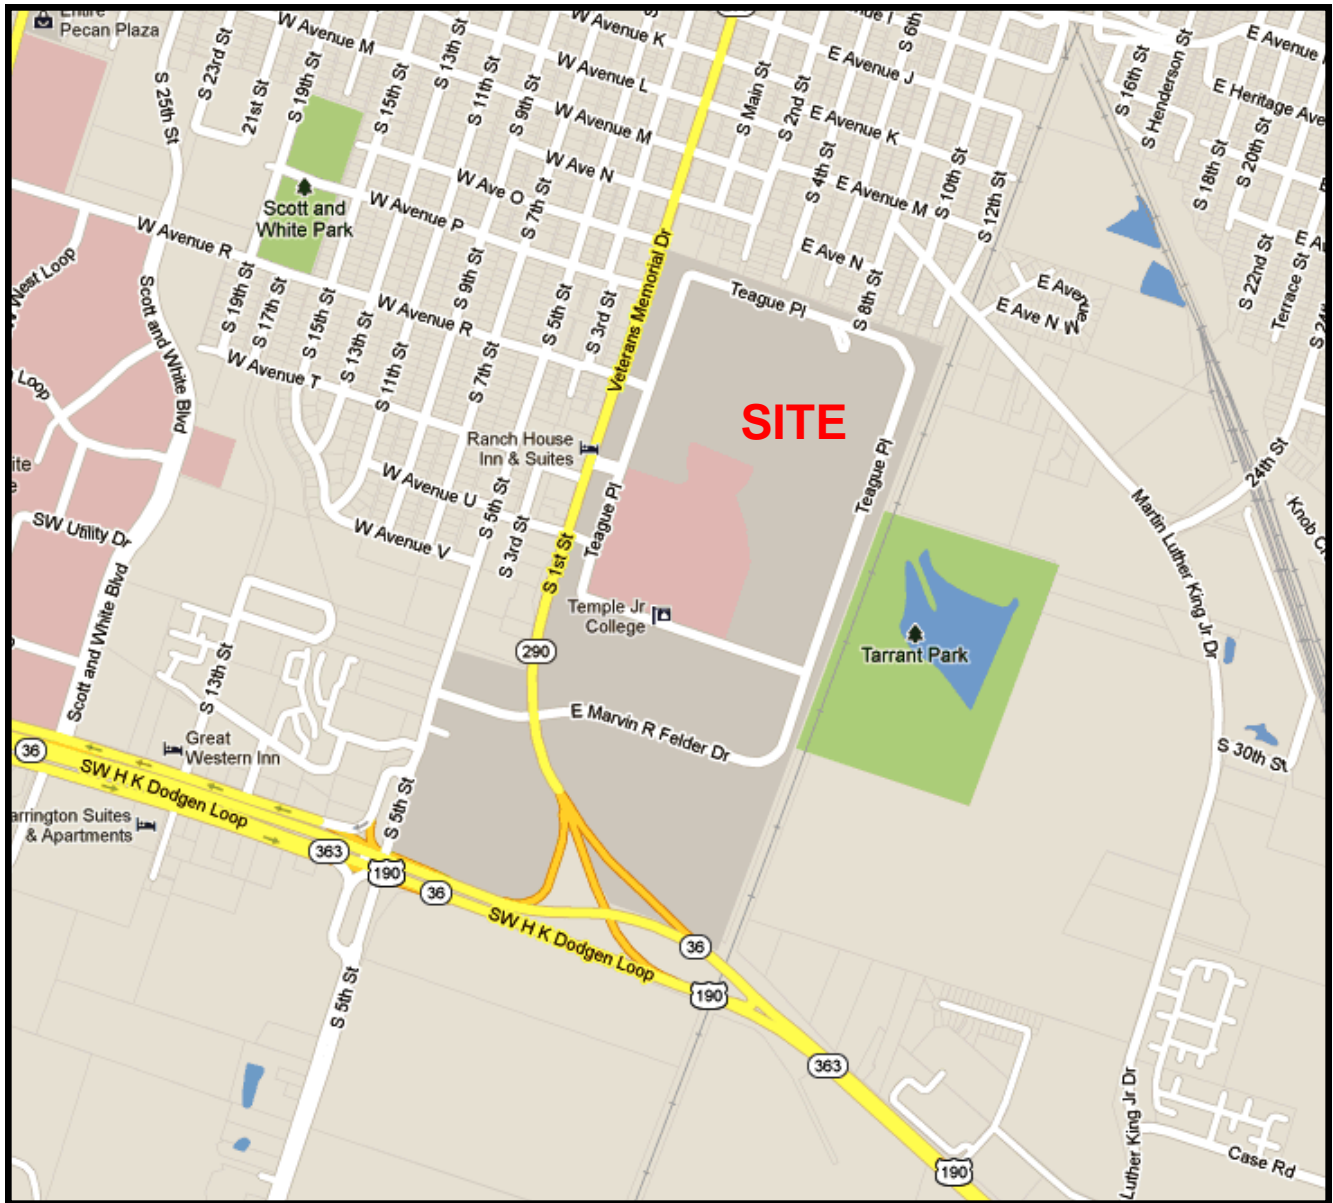 Entire
Pecan Plaza
W Avenue M
S 13th St
W Avenue K
E Avenue I
S 6th St
E Avenue J
S 16th St
S Henderson St
E Avenue
S 23rd St
S 25th St
21st St
S 19th St
S 15th St
S 11th St
S 9th St
W Avenue L
W Avenue M
S Main St
S 2nd St
E Avenue K
E Heritage Ave
S 20th St
S 18th St
W Ave N
W Ave O
S 7th St
S 4th St
E Avenue M
S 10th St
S 12th St
Scott and
White Park
W Avenue P
W Avenue R
West Loop
Scott and White Blvd
S 19th St
S 17th St
S 15th St
S 13th St
S 11th St
S 9th St
W Avenue R
S 7th St
S 5th St
S 3rd St
Veterans Memorial Dr
Teague Pl
E Ave N
S 8th St
E Avenue M
E Ave N
S 22nd St
Terrace St
S 24th
W Avenue T
Loop
SITE
Ranch House
Inn & Suites
Teague Pl
Teague Pl
24th St
Martin Luther King Jr Dr
W Avenue U
S 5th St
S 3rd St
W Avenue V
S 1st St
SW Utility Dr
Scott and White Blvd
Temple Jr
College
Tarrant Park
290
S 13th St
E Marvin R Felder Dr
S 30th St
36
Great
Western Inn
SW H K Dodgen Loop
arrington Suites
& Apartments
S 5th St
363
190
36
SW H K Dodgen Loop
36
190
S 5th St
363
190
Luther King Jr Dr
Case Rd